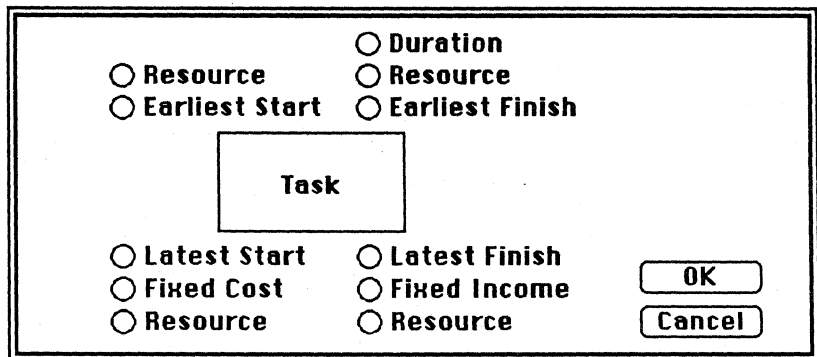 Duration
Resource Resource
Earliest Start Earliest Finish
Task
Latest Start Latest Finish
Fixed Cost Fixed Income
Resource Resource
OK
Cancel